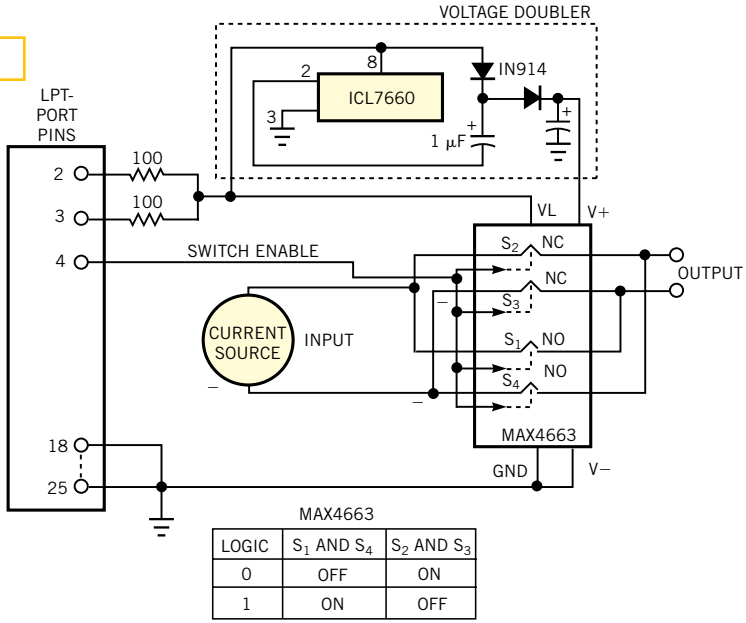 VOLTAGE DOUBLER
LPT-
PORT
PINS
2
8
ICL7660
3
IN914
+
1 µF
+
2
100
3
100
4
SWITCH ENABLE
VL
V+
S2
NC
NC
S3
S1
NO
NO
S4
MAX4663
OUTPUT
CURRENT
SOURCE
INPUT
−
−
−
18
25
GND
V−
MAX4663
LOGIC S1 AND S4 S2 AND S3
0 OFF ON
1 ON OFF